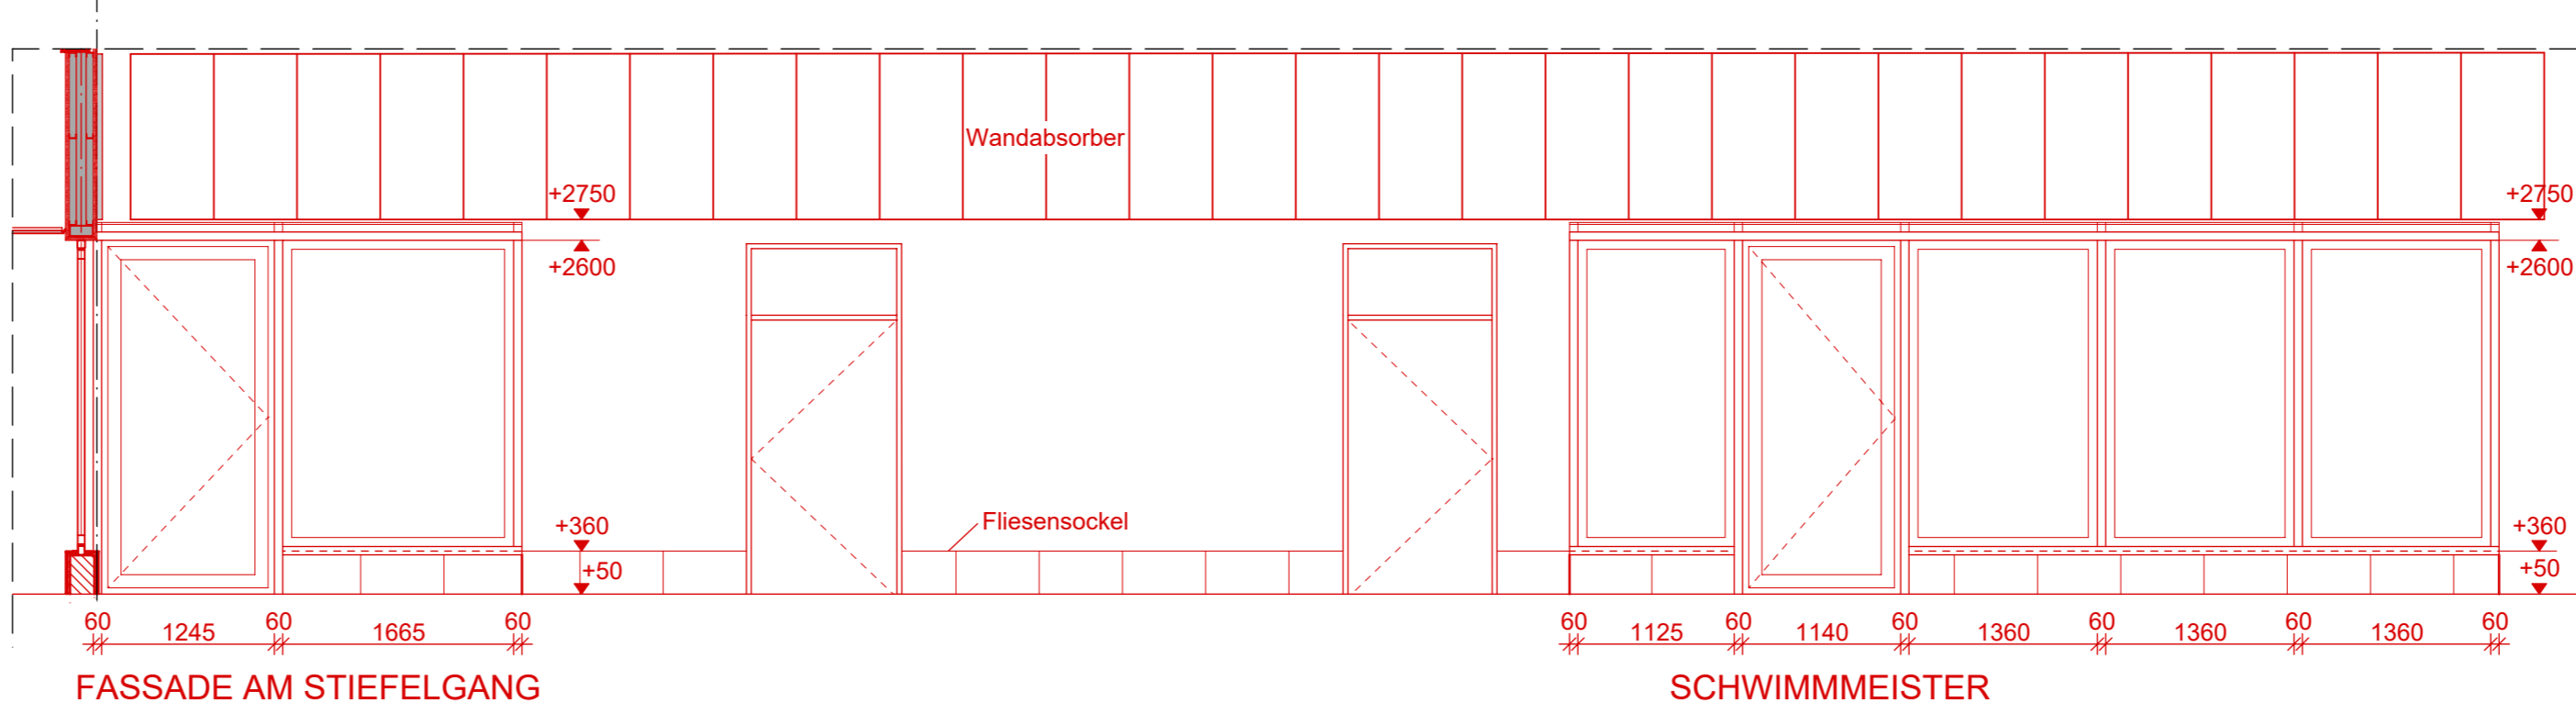 Wandabsorber
+2750
+2750
+2600
+2600
Fliesensockel
+360
+360
+50
+50
60 1245 60 1665 60
60 1125 60 1140 60 1360 60 1360 60 1360 60
FASSADE AM STIEFELGANG
SCHWIMMMEISTER